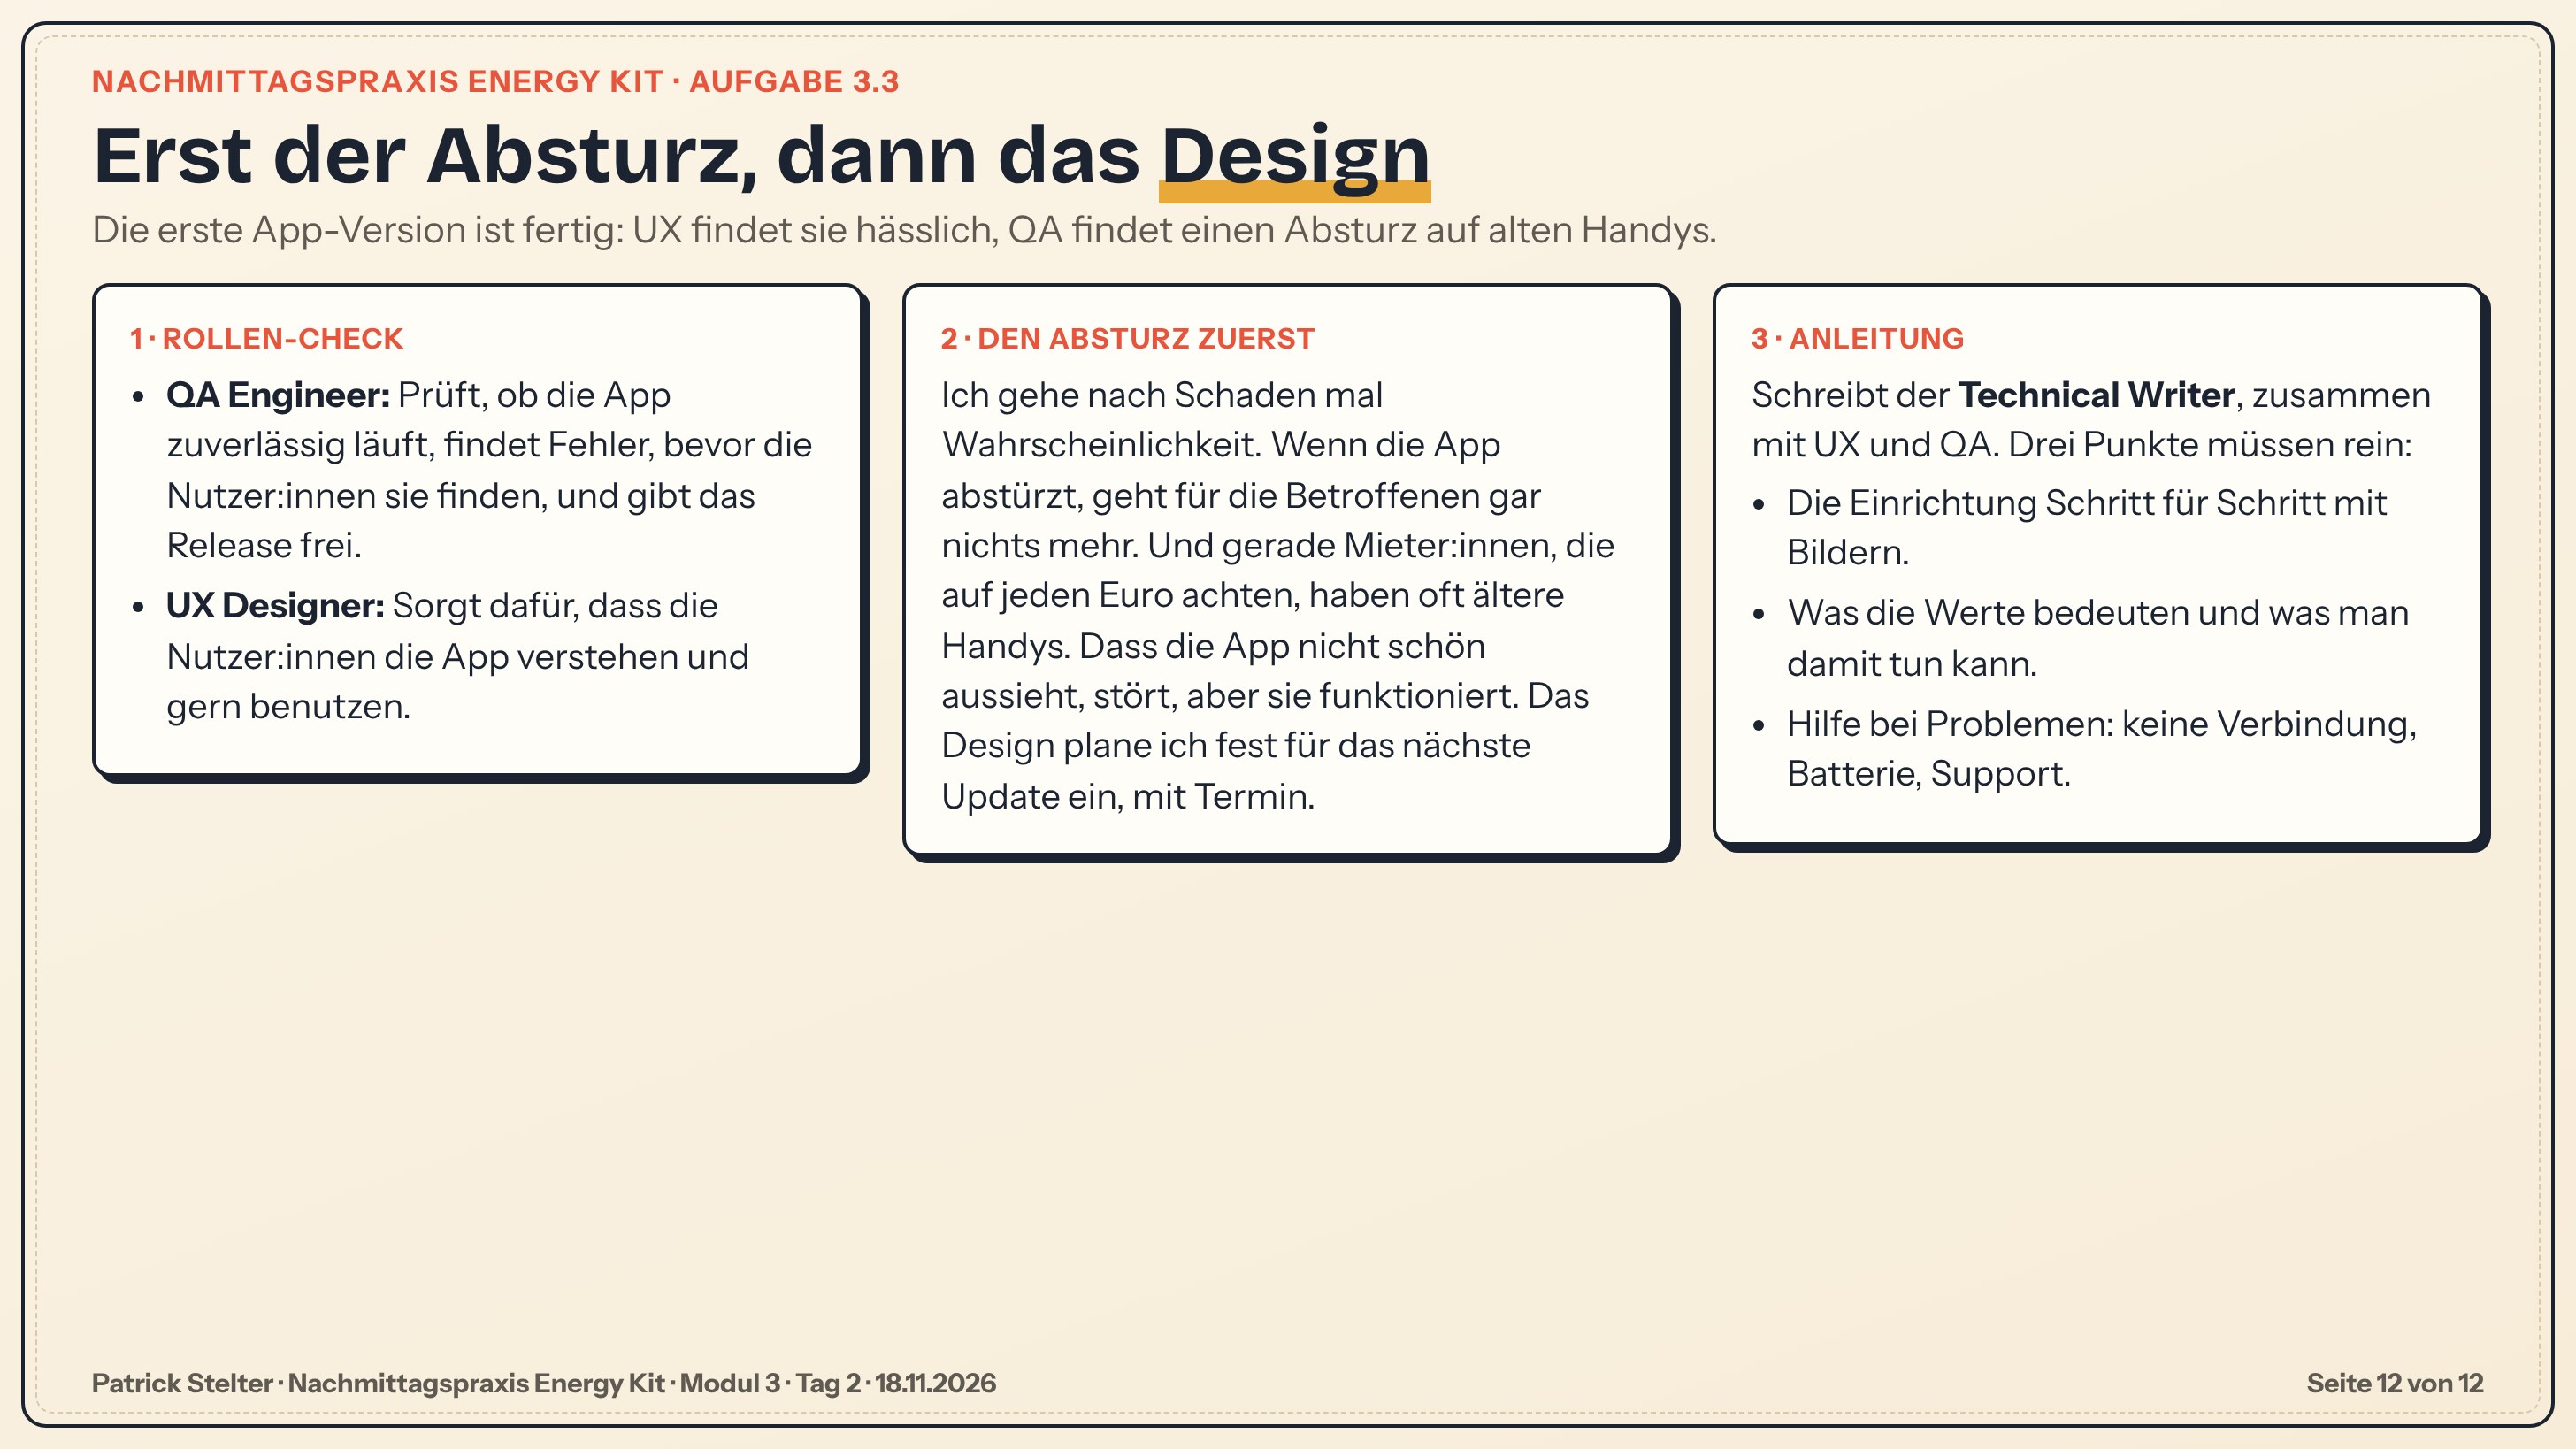 NACHMITTAGSPRAXIS ENERGY KIT · AUFGABE 3.3
Erst der Absturz, dann das Design
Die erste App-Version ist fertig: UX findet sie hässlich, QA findet einen Absturz auf alten Handys.
1 · ROLLEN-CHECK
• QA Engineer: Prüft, ob die App
zuverlässig läuft, findet Fehler, bevor die
Nutzer:innen sie finden, und gibt das
Release frei.
• UX Designer: Sorgt dafür, dass die
Nutzer:innen die App verstehen und
gern benutzen.
2 · DEN ABSTURZ ZUERST
Ich gehe nach Schaden mal
Wahrscheinlichkeit. Wenn die App
abstürzt, geht für die Betroffenen gar
nichts mehr. Und gerade Mieter:innen, die
auf jeden Euro achten, haben oft ältere
Handys. Dass die App nicht schön
aussieht, stört, aber sie funktioniert. Das
Design plane ich fest für das nächste
Update ein, mit Termin.
3 · ANLEITUNG
Schreibt der Technical Writer, zusammen
mit UX und QA. Drei Punkte müssen rein:
• Die Einrichtung Schritt für Schritt mit
Bildern.
• Was die Werte bedeuten und was man
damit tun kann.
• Hilfe bei Problemen: keine Verbindung,
Batterie, Support.
Patrick Stelter · Nachmittagspraxis Energy Kit · Modul 3 · Tag 2 · 18.11.2026
Seite 12 von 12